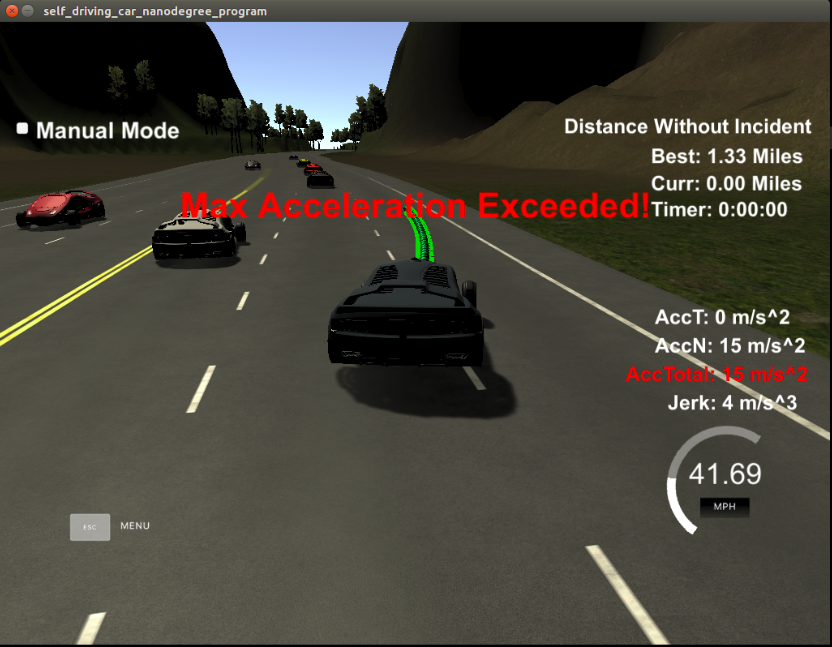 self_driving_car_nanodegree_program
Manual Mode
Distance Without Incident
Best: 1.33 Miles
Curr: 0.00 Miles
Timer: 0:00:00
Max Acceleration Exceeded!
AccT: 0 m/s^2
AccN: 15 m/s^2
AccTotal: 15 m/s^2
Jerk: 4 m/s^3
41.69
MPH
ESC MENU